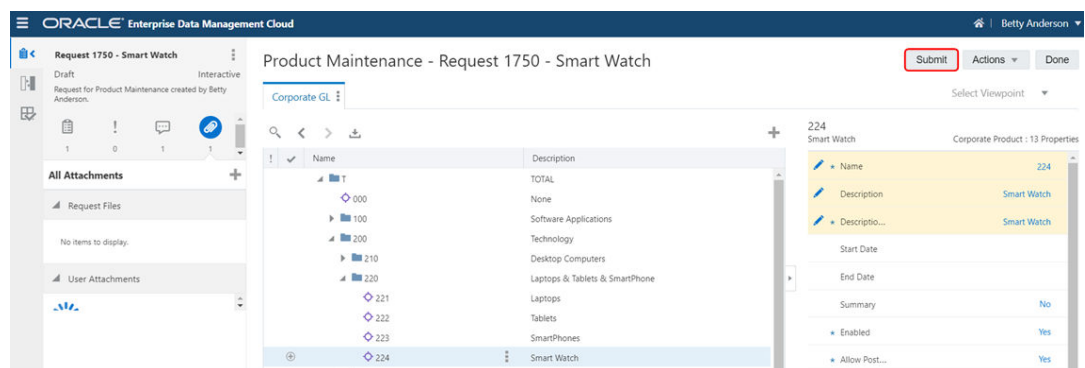 ORACLE Enterprise Data Management Cloud
Betty Anderson
Request 1750 - Smart Watch
Draft Interactive
Request for Product Maintenance created by Betty
Anderson.
1 0 1 1
All Attachments
Request Files
No items to display.
User Attachments
Product Maintenance - Request 1750 - Smart Watch
Submit Actions Done
Corporate GL
Select Viewpoint
! Name Description
T TOTAL
000 None
100 Software Applications
200 Technology
210 Desktop Computers
220 Laptops & Tablets & SmartPhone
221 Laptops
222 Tablets
223 SmartPhones
224 Smart Watch
224
Smart Watch Corporate Product : 13 Properties
* Name 224
Description Smart Watch
* Descriptio... Smart Watch
Start Date
End Date
Summary No
* Enabled Yes
* Allow Post... Yes